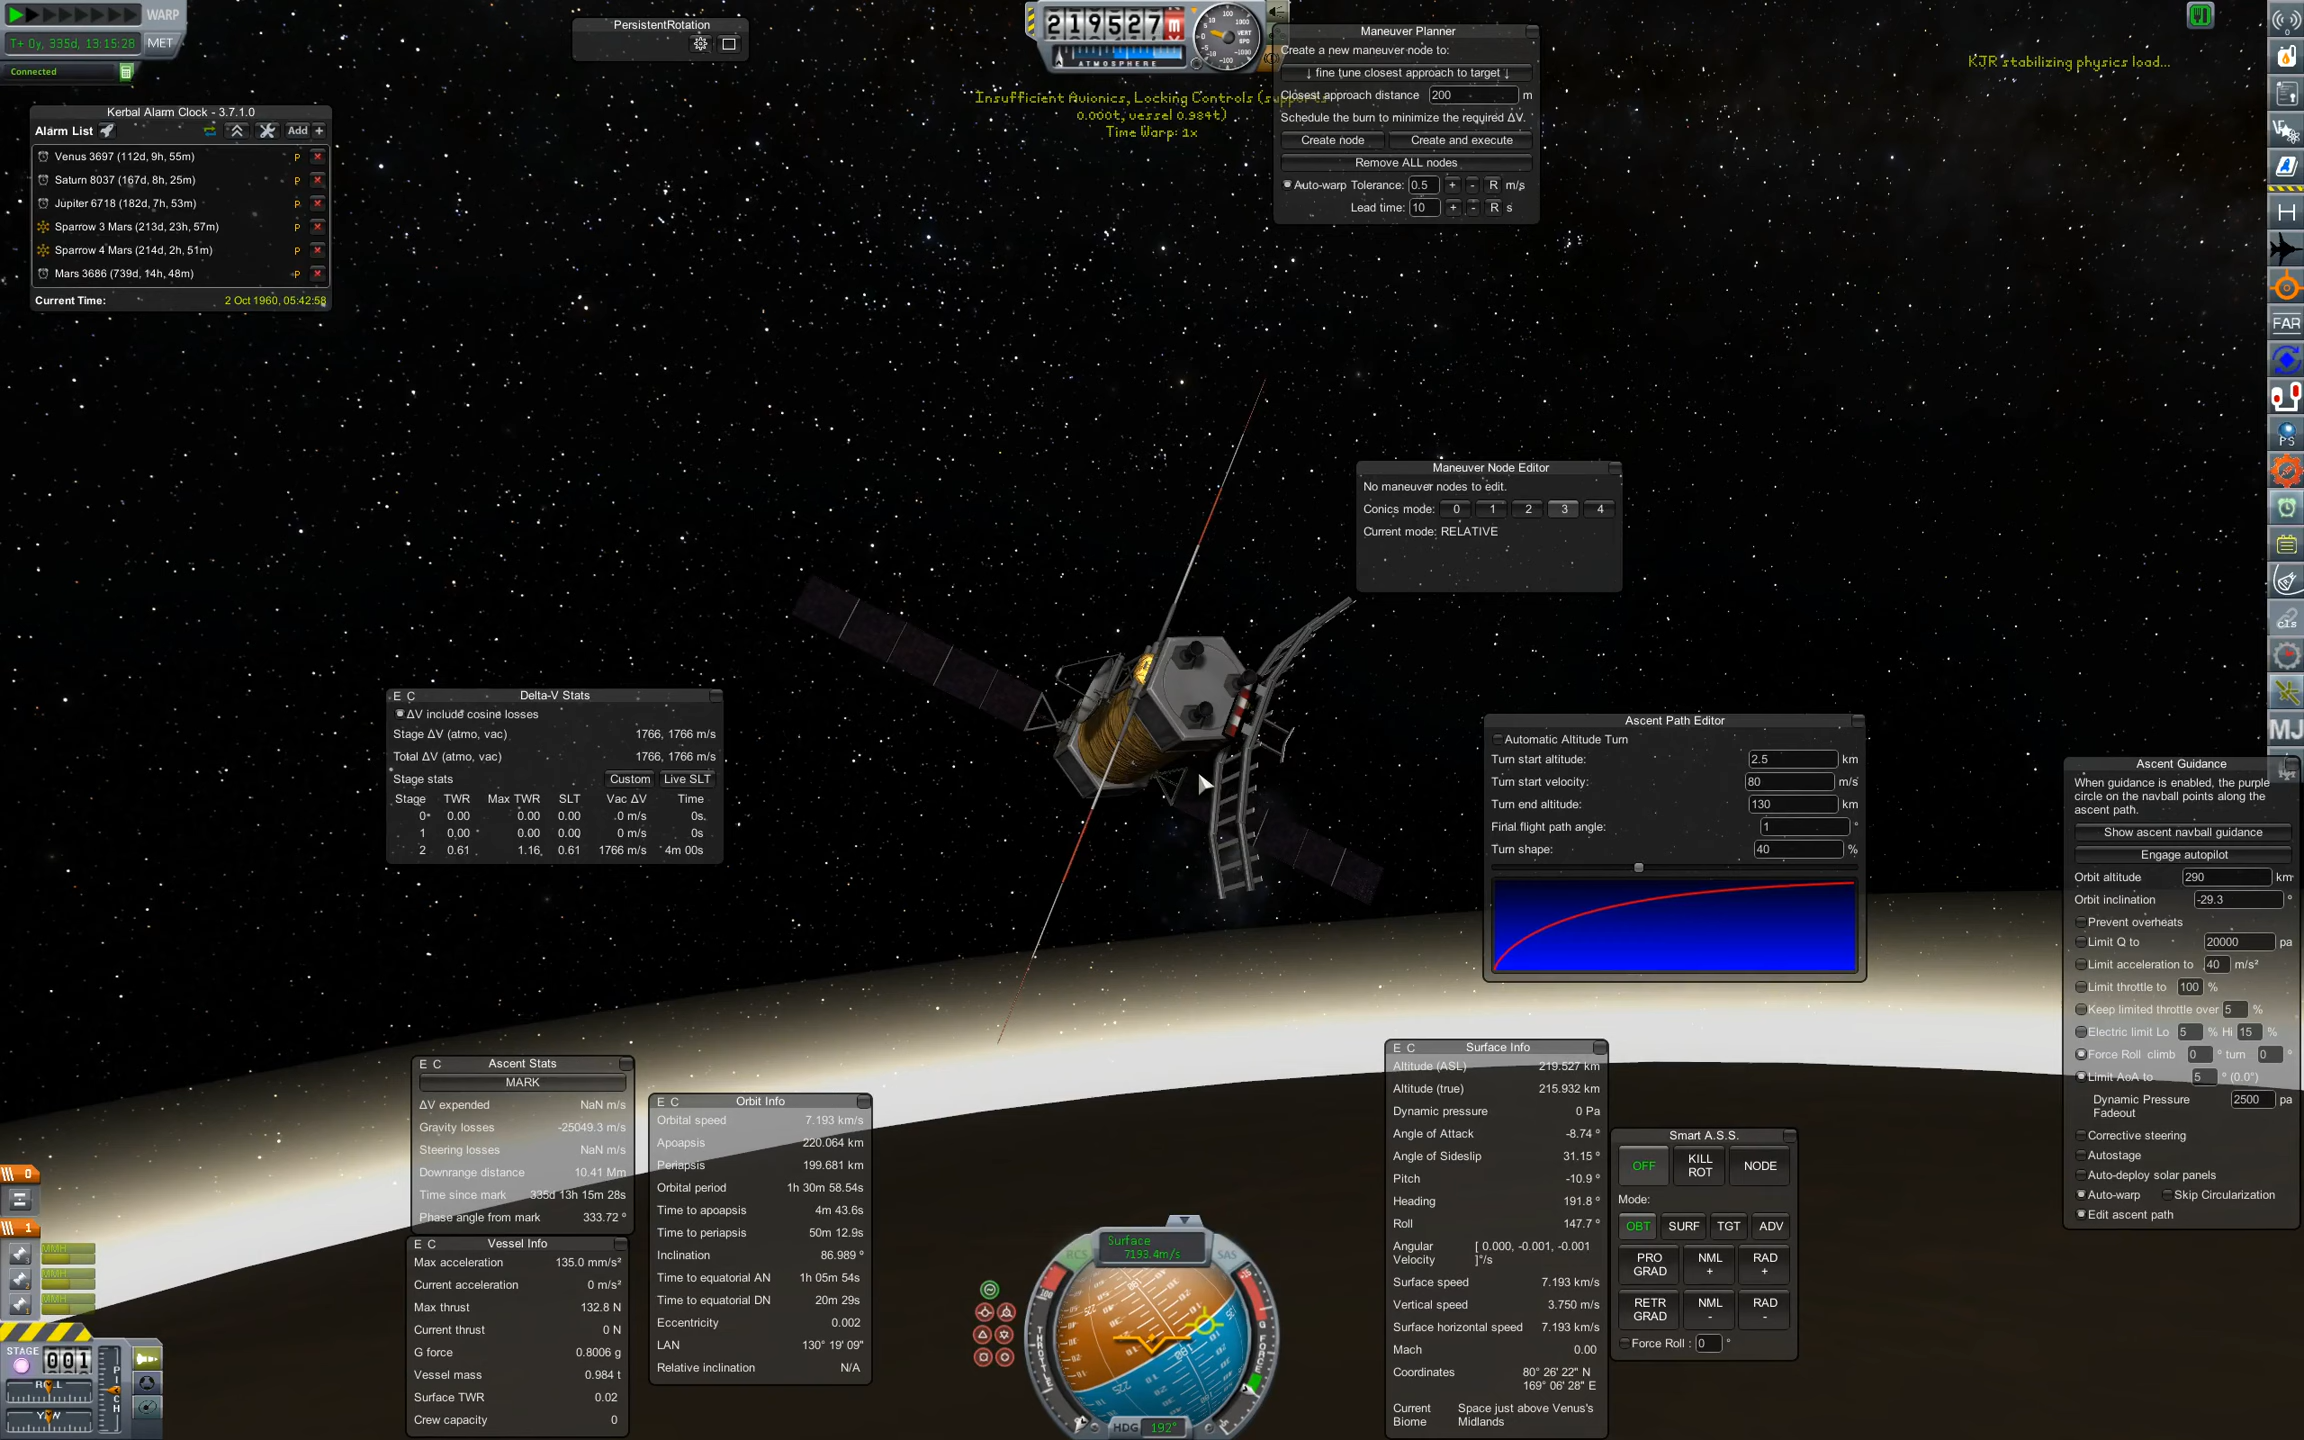 WARP
T+ 0y, 335d, 13:15:28 MET
Connected
PersistentRotation
219527 m
ATMOSPHERE
Insufficient Avionics, Locking Controls (supports
0.000t, vessel 0.984t)
Time Warp: 1x
KJR stabilizing physics load...
Kerbal Alarm Clock - 3.7.1.0
Alarm List Add +
Venus 3697 (112d, 9h, 55m) P
Saturn 8037 (167d, 8h, 25m) P
Jupiter 6718 (182d, 7h, 53m) P
Sparrow 3 Mars (213d, 23h, 57m) P
Sparrow 4 Mars (214d, 2h, 51m) P
Mars 3686 (739d, 14h, 48m) P
Current Time: 2 Oct 1960, 05:42:58
Maneuver Planner
Create a new maneuver node to:
↓ fine tune closest approach to target ↓
Closest approach distance 200 m
Schedule the burn to minimize the required ΔV.
Create node Create and execute
Remove ALL nodes
Auto-warp Tolerance: 0.5 + - R m/s
Lead time: 10 + - R s
Maneuver Node Editor
No maneuver nodes to edit.
Conics mode: 0 1 2 3 4
Current mode: RELATIVE
E C Delta-V Stats
ΔV include cosine losses
Stage ΔV (atmo, vac) 1766, 1766 m/s
Total ΔV (atmo, vac) 1766, 1766 m/s
Stage stats Custom Live SLT
Stage TWR Max TWR SLT Vac ΔV Time
0 0.00 0.00 0.00 0 m/s 0s
1 0.00 0.00 0.00 0 m/s 0s
2 0.61 1.16 0.61 1766 m/s 4m 00s
Ascent Path Editor
Automatic Altitude Turn
Turn start altitude: 2.5 km
Turn start velocity: 80 m/s
Turn end altitude: 130 km
Final flight path angle: 1 °
Turn shape: 40 %
Ascent Guidance
When guidance is enabled, the purple
circle on the navball points along the
ascent path.
Show ascent navball guidance
Engage autopilot
Orbit altitude 290 km
Orbit inclination -29.3 °
Prevent overheats
Limit Q to 20000 pa
Limit acceleration to 40 m/s²
Limit throttle to 100 %
Keep limited throttle over 5 %
Electric limit Lo 5 % Hi 15 %
Force Roll climb 0 ° turn 0 °
Limit AoA to 5 ° (0.0°)
Dynamic Pressure
Fadeout 2500 pa
Corrective steering
Autostage
Auto-deploy solar panels
Auto-warp Skip Circularization
Edit ascent path
E C Ascent Stats
MARK
ΔV expended NaN m/s
Gravity losses -25049.3 m/s
Steering losses NaN m/s
Downrange distance 10.41 Mm
Time since mark 335d 13h 15m 28s
Phase angle from mark 333.72 °
E C Vessel Info
Max acceleration 135.0 mm/s²
Current acceleration 0 m/s²
Max thrust 132.8 N
Current thrust 0 N
G force 0.8006 g
Vessel mass 0.984 t
Surface TWR 0.02
Crew capacity 0
E C Orbit Info
Orbital speed 7.193 km/s
Apoapsis 220.064 km
Periapsis 199.681 km
Orbital period 1h 30m 58.54s
Time to apoapsis 4m 43.6s
Time to periapsis 50m 12.9s
Inclination 86.989 °
Time to equatorial AN 1h 05m 54s
Time to equatorial DN 20m 29s
Eccentricity 0.002
LAN 130° 19' 09"
Relative inclination N/A
E C Surface Info
Altitude (ASL) 219.527 km
Altitude (true) 215.932 km
Dynamic pressure 0 Pa
Angle of Attack -8.74 °
Angle of Sideslip 31.15 °
Pitch -10.9 °
Heading 191.8 °
Roll 147.7 °
Angular
Velocity [ 0.000, -0.001, -0.001
]°/s
Surface speed 7.193 km/s
Vertical speed 3.750 m/s
Surface horizontal speed 7.193 km/s
Mach 0.00
Coordinates 80° 26' 22" N
169° 06' 28" E
Current
Biome Space just above Venus's
Midlands
Smart A.S.S.
OFF KILL ROT NODE
Mode:
OBT SURF TGT ADV
PRO GRAD NML + RAD +
RETR GRAD NML - RAD -
Force Roll : 0 °
RCS Surface SAS
7193.4m/s
THROTTLE
G FORCE
HDG 192°
0
1
MMH
MMH
MMH
STAGE 001
ROLL
YAW
PITCH
H
FAR
PS
cls
MJ